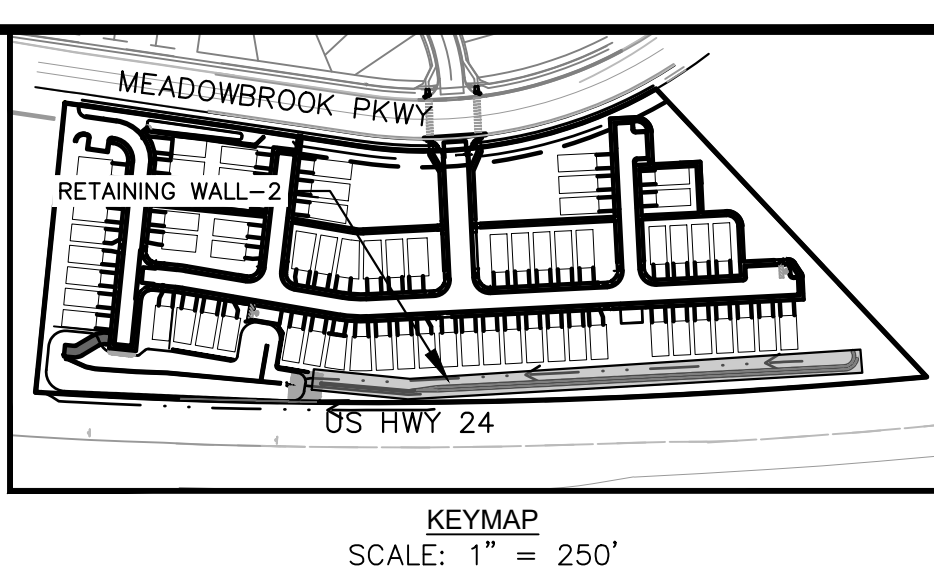 MEADOWBROOK PKWY
RETAINING WALL-2
US HWY 24
KEYMAP
SCALE: 1" = 250'